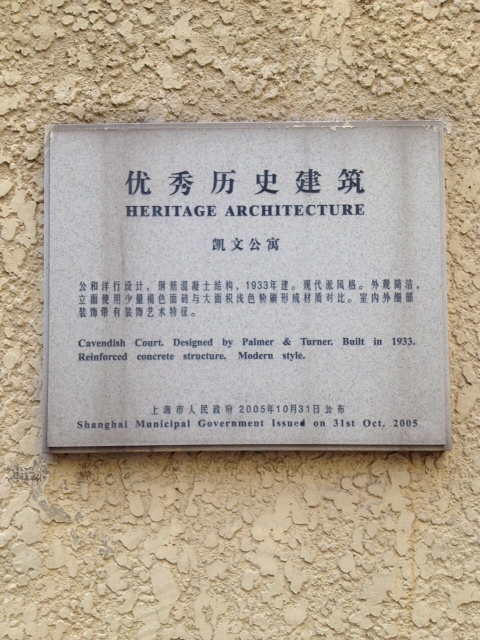 优秀历史建筑
HERITAGE ARCHITECTURE
凯文公寓
公和洋行设计，钢筋混凝土结构，1933年建。现代派风格。外观简洁，
立面使用少量褐色面砖与大面积浅色粉刷形成材质对比。室内外细部
装饰带有装饰艺术特征。
Cavendish Court. Designed by Palmer & Turner. Built in 1933.
Reinforced concrete structure. Modern style.
上海市人民政府 2005年10月31日公布
Shanghai Municipal Government Issued on 31st Oct. 2005